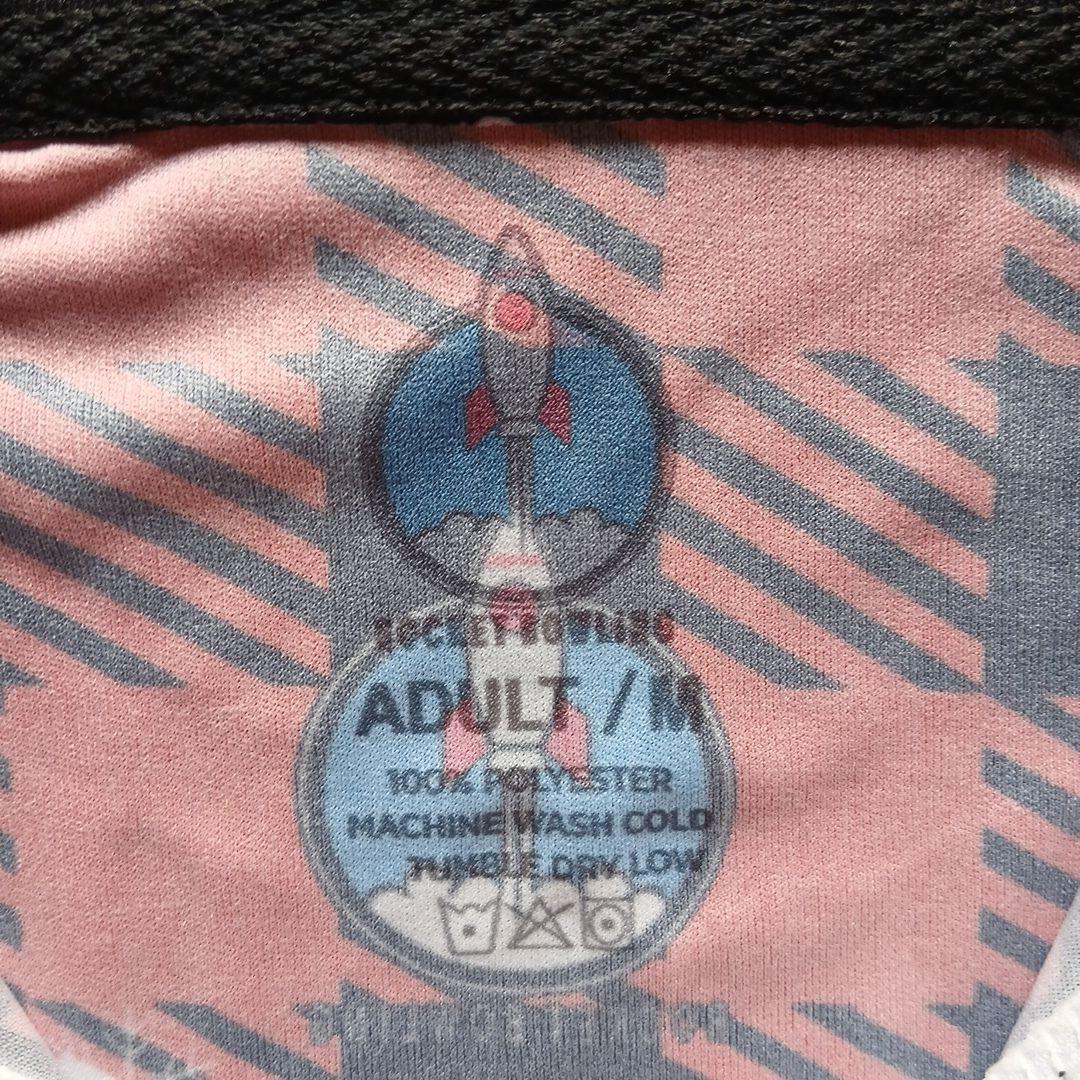 ADULT / M
100% POLYESTER
MACHINE WASH COLD
TUMBLE DRY LOW